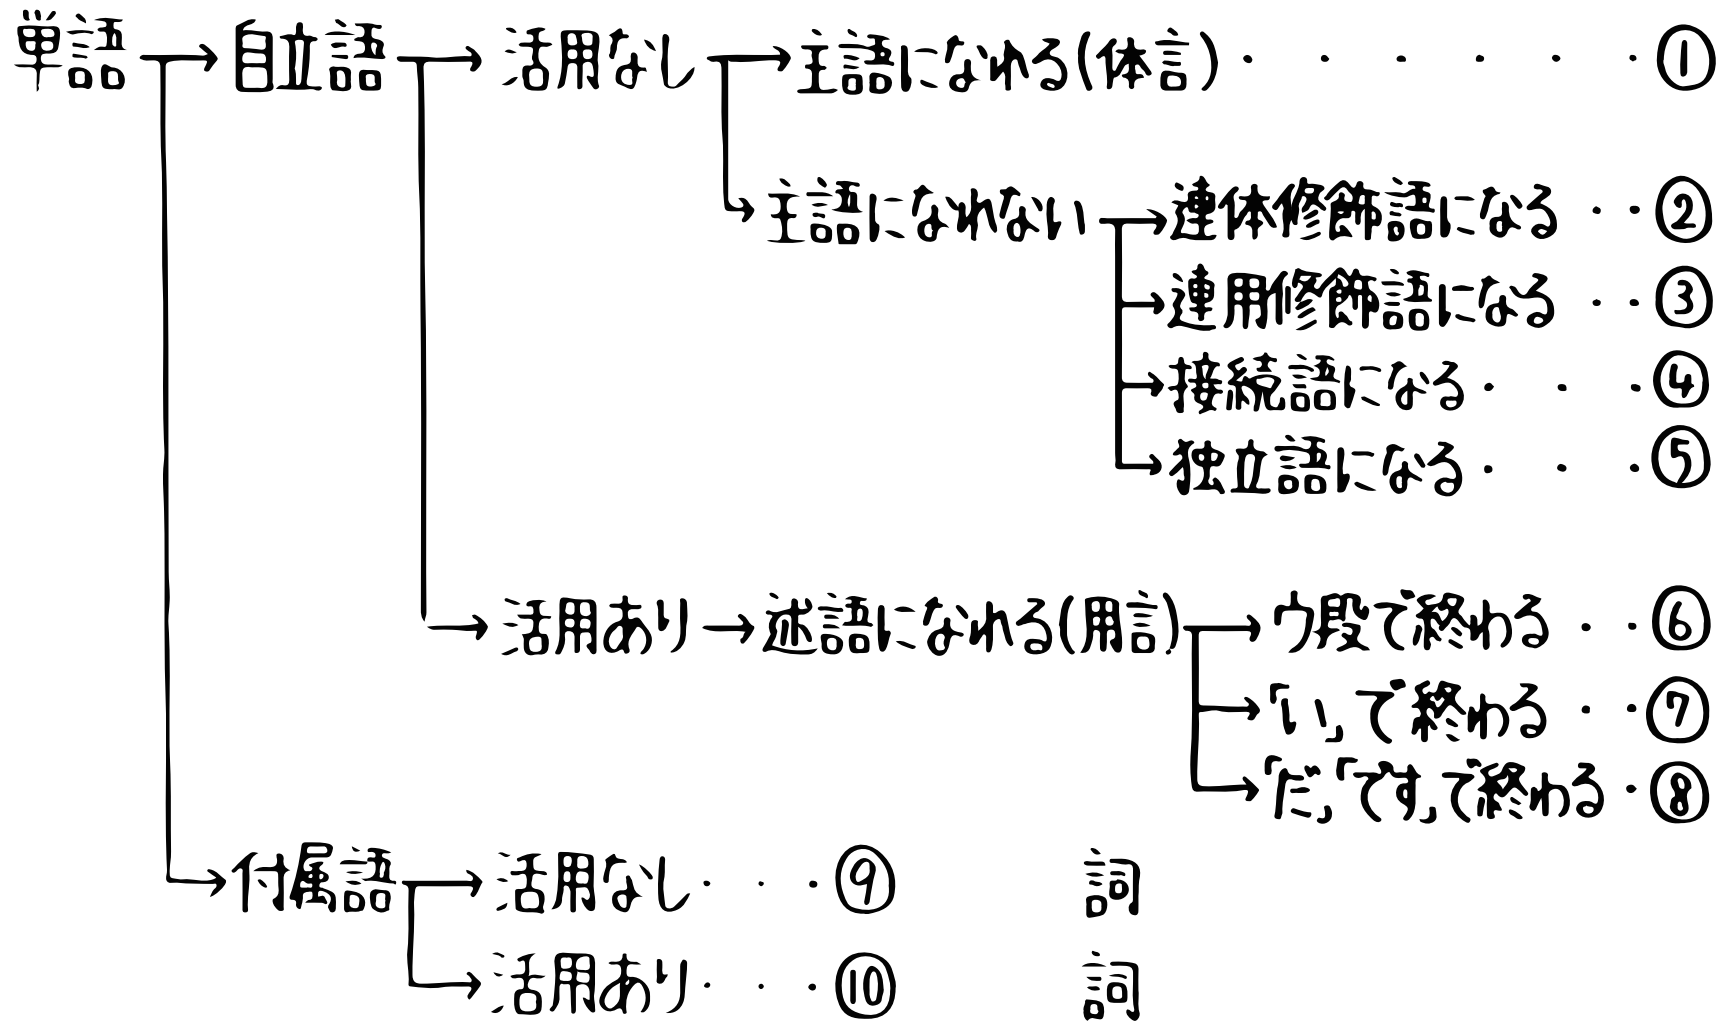 単語→自立語→活用なし→主語になれる(体言)・・・・・・①
→主語になれない→連体修飾語になる・・②
→連用修飾語になる・・③
→接続語になる・・・④
→独立語になる・・・⑤
→活用あり→述語になれる(用言)→ウ段で終わる・・⑥
→「い」で終わる・・⑦
→「だ」「です」で終わる・⑧
→付属語→活用なし・・・⑨ 詞
→活用あり・・・⑩ 詞